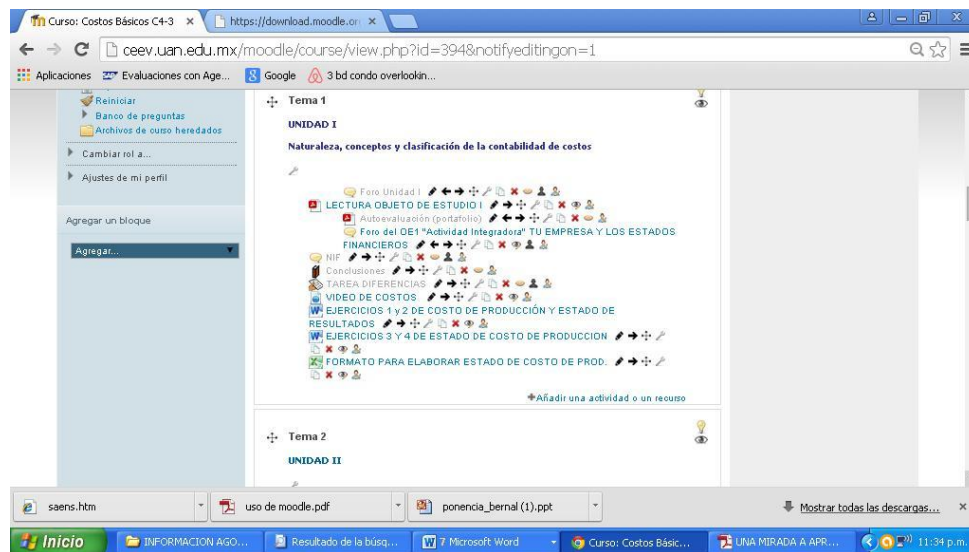 Curso: Costos Básicos C4-3
https://download.moodle.or
ceev.uan.edu.mx/moodle/course/view.php?id=394&notifyeditingon=1
Aplicaciones
Evaluaciones con Age...
Google
3 bd condo overlookin...
Reiniciar
Banco de preguntas
Archivos de curso heredados
Cambiar rol a...
Ajustes de mi perfil
Agregar un bloque
Agregar...
Tema 1
UNIDAD I
Naturaleza, conceptos y clasificación de la contabilidad de costos
Foro Unidad I
LECTURA OBJETO DE ESTUDIO I
Autoevaluación (portafolio)
Foro del OE1 "Actividad Integradora" TU EMPRESA Y LOS ESTADOS
FINANCIEROS
NIF
Conclusiones
TAREA DIFERENCIAS
VIDEO DE COSTOS
EJERCICIOS 1 y 2 DE COSTO DE PRODUCCIÓN Y ESTADO DE
RESULTADOS
EJERCICIOS 3 Y 4 DE ESTADO DE COSTO DE PRODUCCION
FORMATO PARA ELABORAR ESTADO DE COSTO DE PROD.
Añadir una actividad o un recurso
Tema 2
UNIDAD II
saens.htm
uso de moodle.pdf
ponencia_bernal (1).ppt
Mostrar todas las descargas...
Inicio
INFORMACION AGO...
Resultado de la búsq...
7 Microsoft Word
Curso: Costos Básic...
UNA MIRADA A APR...
11:34 p.m.